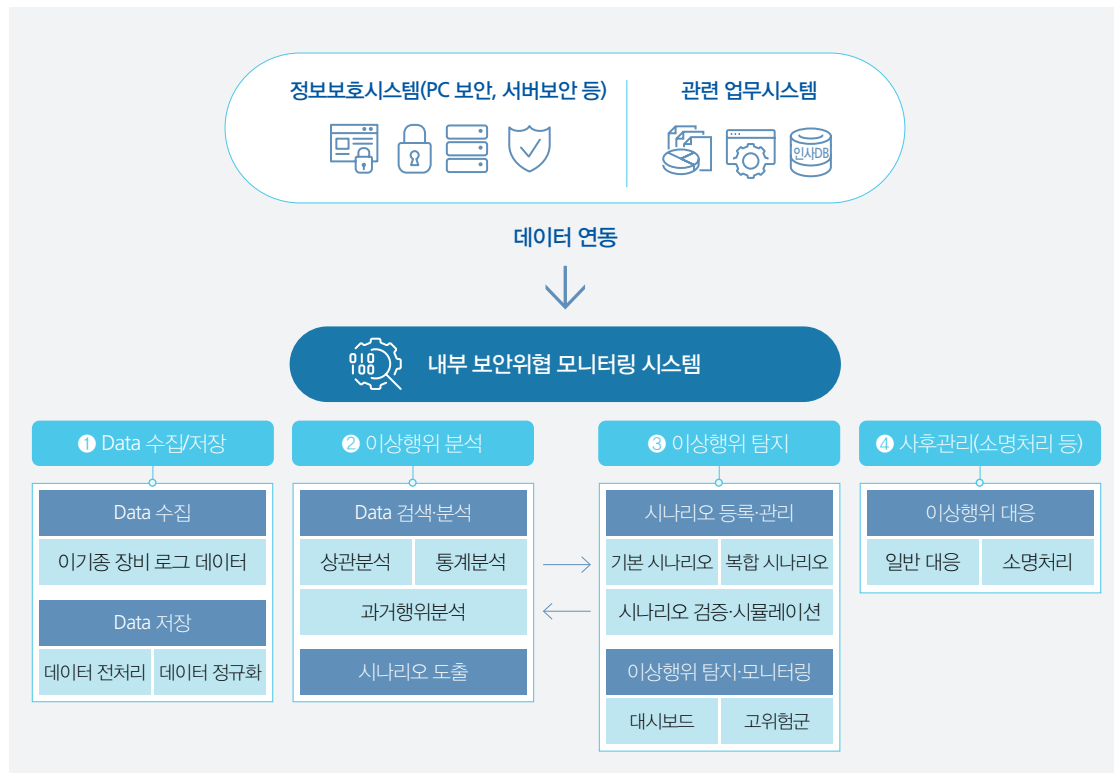 정보보호시스템(PC 보안, 서버보안 등)
관련 업무시스템
인사DB
데이터 연동
내부 보안위협 모니터링 시스템
❶ Data 수집/저장
Data 수집
이기종 장비 로그 데이터
Data 저장
데이터 전처리
데이터 정규화
❷ 이상행위 분석
Data 검색·분석
상관분석
통계분석
과거행위분석
시나리오 도출
❸ 이상행위 탐지
시나리오 등록·관리
기본 시나리오
복합 시나리오
시나리오 검증·시뮬레이션
이상행위 탐지·모니터링
대시보드
고위험군
❹ 사후관리(소명처리 등)
이상행위 대응
일반 대응
소명처리